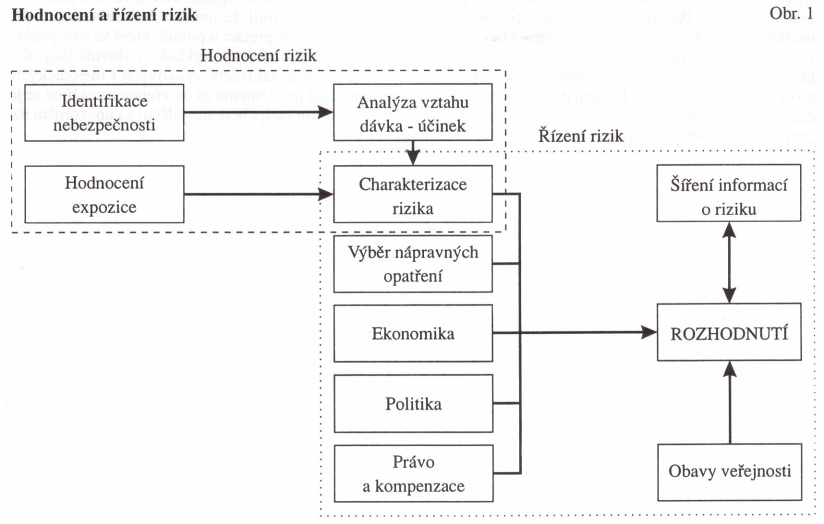 Hodnocení a řízení rizik
Obr. 1
Hodnocení rizik
Identifikace
nebezpečnosti
Analýza vztahu
dávka - účinek
Řízení rizik
Hodnocení
expozice
Charakterizace
rizika
Šíření informací
o riziku
Výběr nápravných
opatření
Ekonomika
ROZHODNUTÍ
Politika
Právo
a kompenzace
Obavy veřejnosti